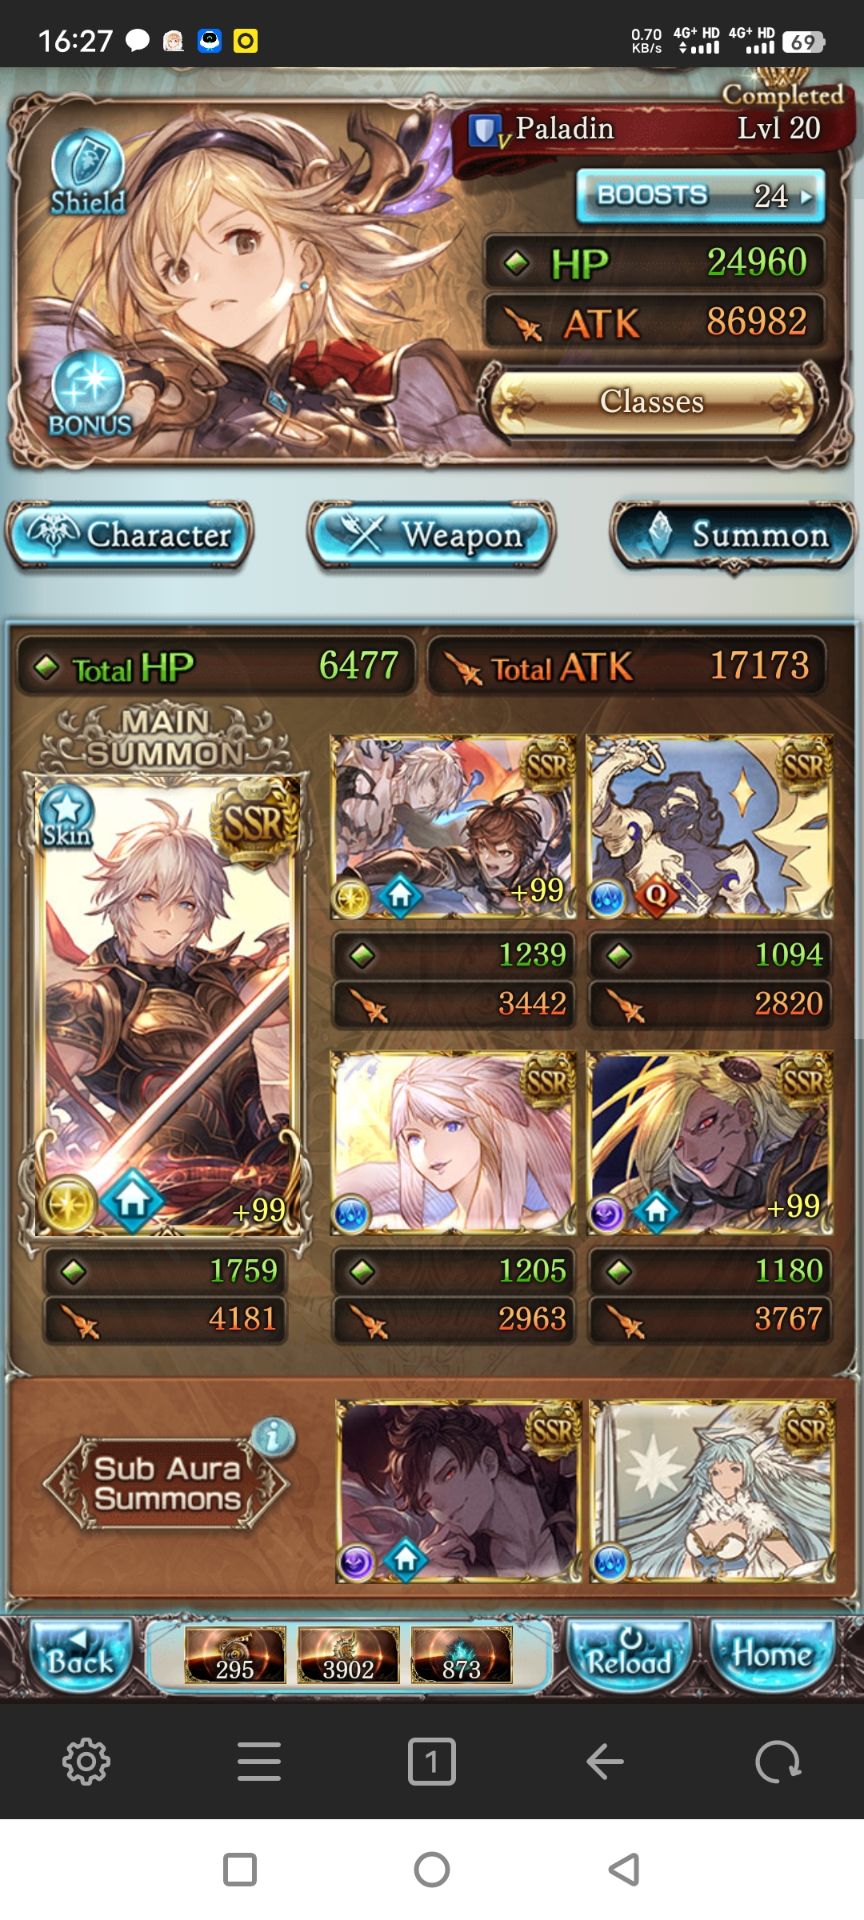 16:27
0.70 KB/s 4G+ HD 4G+ HD 69
Completed
V Paladin Lvl 20
Shield
BOOSTS 24
HP 24960
ATK 86982
BONUS
Classes
Character Weapon Summon
Total HP 6477 Total ATK 17173
MAIN SUMMON
Skin SSR
+99
1759
4181
SSR
+99
1239
3442
SSR
Q
1094
2820
SSR
1205
2963
SSR
+99
1180
3767
Sub Aura
Summons
i
SSR
SSR
Back 295 3902 873 Reload Home
1